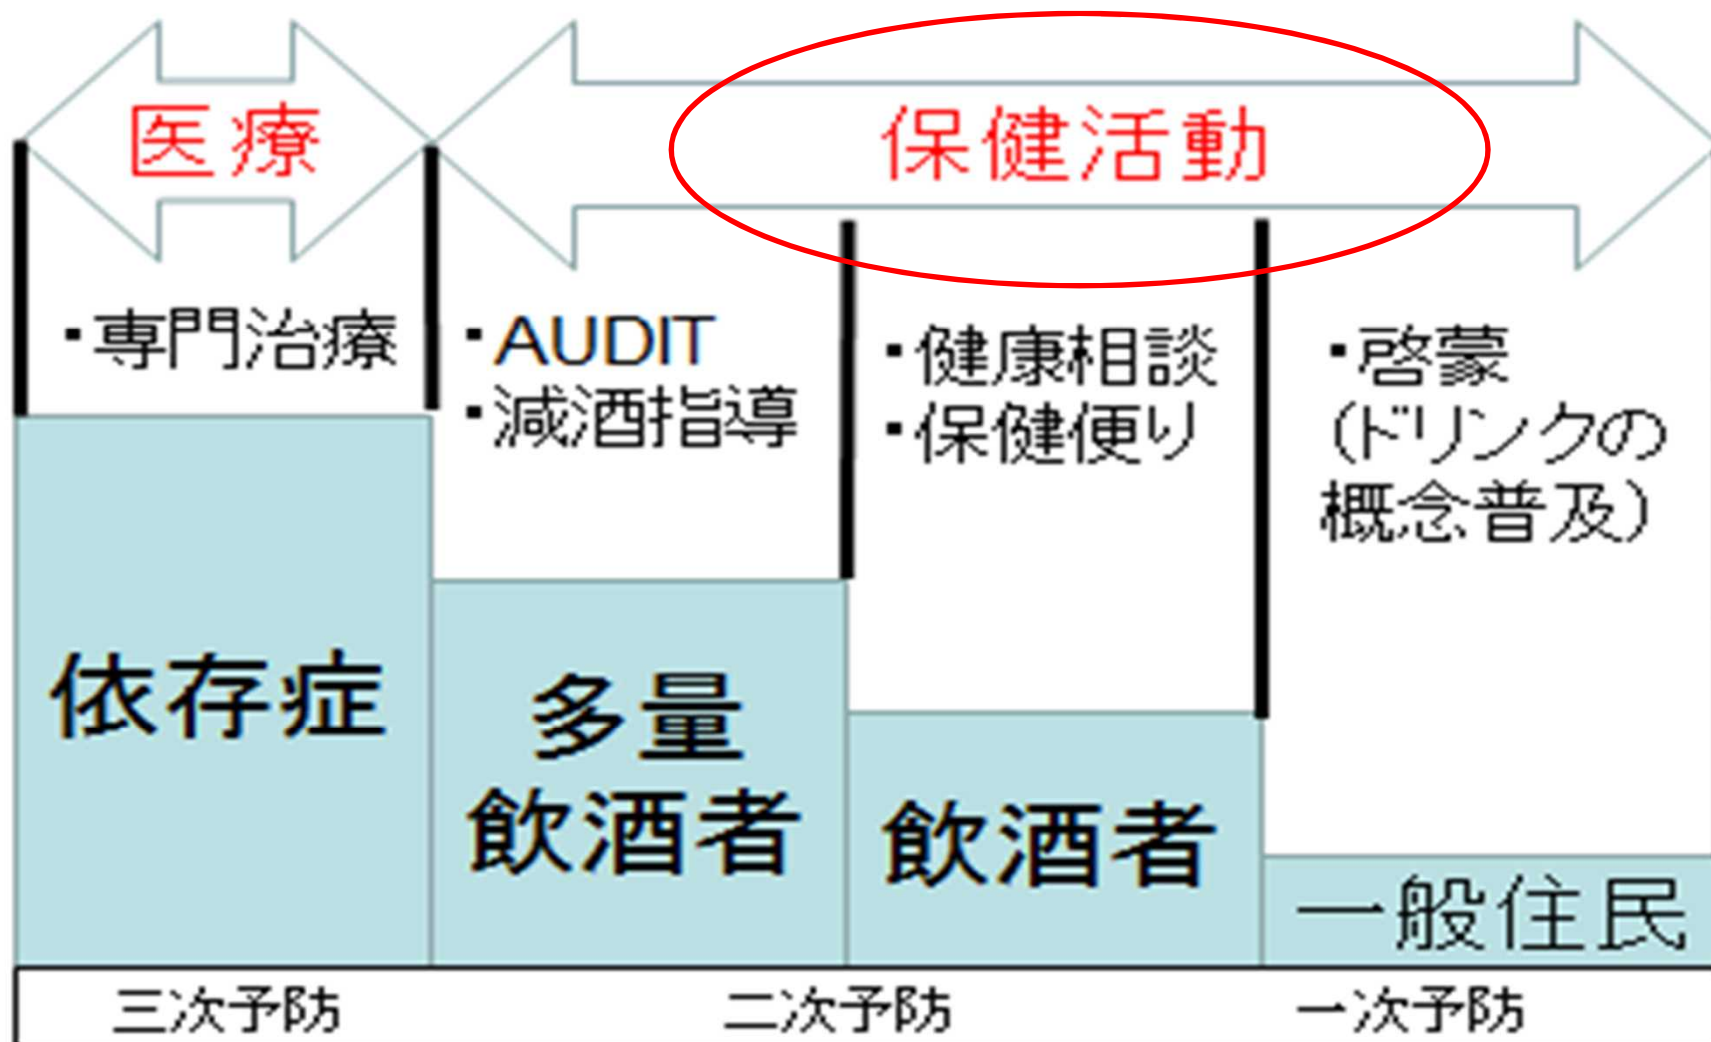 医療
保健活動
・専門治療
・AUDIT
・減酒指導
・健康相談
・保健便り
・啓蒙
(ドリンクの
概念普及)
依存症
多量
飲酒者
飲酒者
一般住民
三次予防
二次予防
一次予防